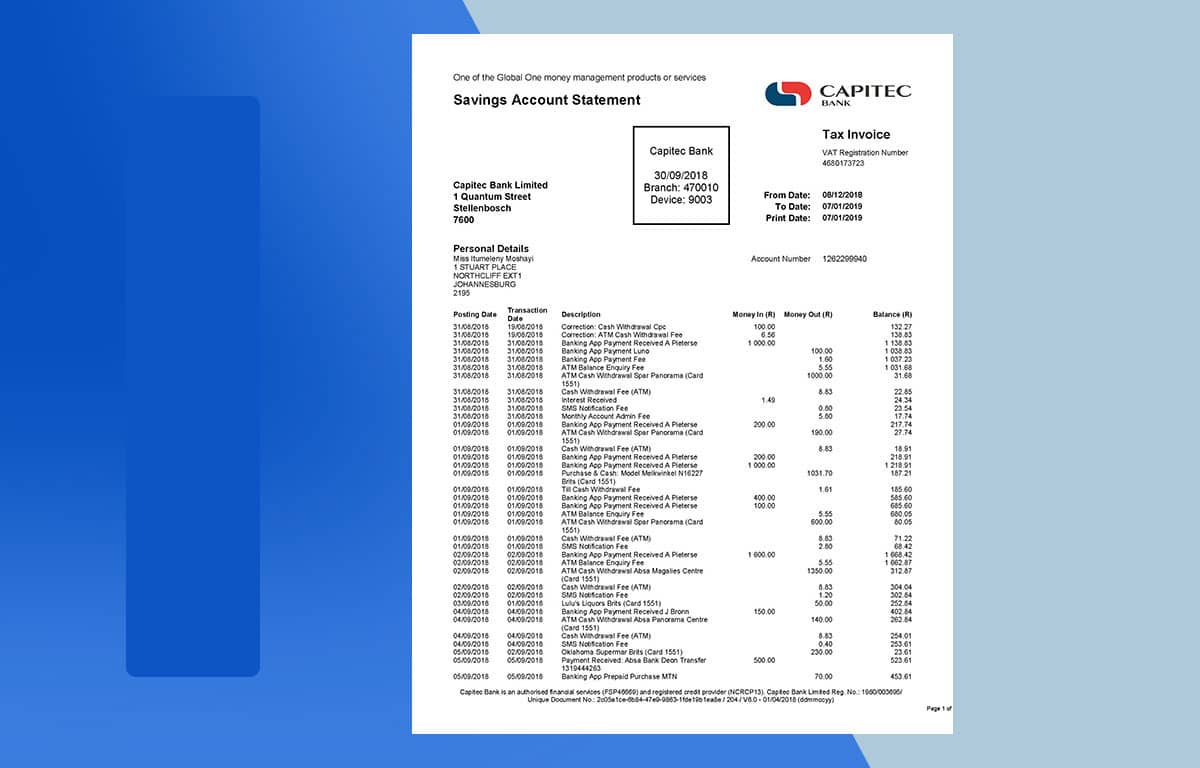 One of the Global One money management products or services
Savings Account Statement
CAPITEC
BANK
Capitec Bank
30/09/2018
Branch: 470010
Device: 9003
Tax Invoice
VAT Registration Number
4680173723
Capitec Bank Limited
1 Quantum Street
Stellenbosch
7600
From Date: 08/12/2018
To Date: 07/01/2019
Print Date: 07/01/2019
Personal Details
Miss Itumeleny Moshayi
1 STUART PLACE
NORTHCLIFF EXT1
JOHANNESBURG
2195
Account Number 1262299940
Posting Date Transaction Date Description Money In (R) Money Out (R) Balance (R)
31/08/2018 19/08/2018 Correction: Cash Withdrawal Cpc 100.00 132.27
31/08/2018 19/08/2018 Correction: ATM Cash Withdrawal Fee 6.56 138.83
31/08/2018 31/08/2018 Banking App Payment Received A Pieterse 1 000.00 1 138.83
31/08/2018 31/08/2018 Banking App Payment Luno 100.00 1 038.83
31/08/2018 31/08/2018 Banking App Payment Fee 1.60 1 037.23
31/08/2018 31/08/2018 ATM Balance Enquiry Fee 5.55 1 031.68
31/08/2018 31/08/2018 ATM Cash Withdrawal Spar Panorama (Card 1000.00 31.68
1551)
31/08/2018 31/08/2018 Cash Withdrawal Fee (ATM) 8.83 22.85
31/08/2018 31/08/2018 Interest Received 1.49 24.34
31/08/2018 31/08/2018 SMS Notification Fee 0.80 23.54
31/08/2018 31/08/2018 Monthly Account Admin Fee 5.80 17.74
01/09/2018 01/09/2018 Banking App Payment Received A Pieterse 200.00 217.74
01/09/2018 01/09/2018 ATM Cash Withdrawal Spar Panorama (Card 190.00 27.74
1551)
01/09/2018 01/09/2018 Cash Withdrawal Fee (ATM) 8.83 18.91
01/09/2018 01/09/2018 Banking App Payment Received A Pieterse 200.00 218.91
01/09/2018 01/09/2018 Banking App Payment Received A Pieterse 1 000.00 1 218.91
01/09/2018 01/09/2018 Purchase & Cash: Model Melkwinkel N16227 1031.70 187.21
Brits (Card 1551)
01/09/2018 01/09/2018 Till Cash Withdrawal Fee 1.61 185.60
01/09/2018 01/09/2018 Banking App Payment Received A Pieterse 400.00 585.60
01/09/2018 01/09/2018 Banking App Payment Received A Pieterse 100.00 685.60
01/09/2018 01/09/2018 ATM Balance Enquiry Fee 5.55 680.05
01/09/2018 01/09/2018 ATM Cash Withdrawal Spar Panorama (Card 600.00 80.05
1551)
01/09/2018 01/09/2018 Cash Withdrawal Fee (ATM) 8.83 71.22
01/09/2018 01/09/2018 SMS Notification Fee 2.80 68.42
02/09/2018 02/09/2018 Banking App Payment Received A Pieterse 1 600.00 1 668.42
02/09/2018 02/09/2018 ATM Balance Enquiry Fee 5.55 1 662.87
02/09/2018 02/09/2018 ATM Cash Withdrawal Absa Magalies Centre 1350.00 312.87
(Card 1551)
02/09/2018 02/09/2018 Cash Withdrawal Fee (ATM) 8.83 304.04
02/09/2018 02/09/2018 SMS Notification Fee 1.20 302.84
03/09/2018 01/09/2018 Lulu's Liquors Brits (Card 1551) 50.00 252.84
04/09/2018 04/09/2018 Banking App Payment Received J Bronn 150.00 402.84
04/09/2018 04/09/2018 ATM Cash Withdrawal Absa Panorama Centre 140.00 262.84
(Card 1551)
04/09/2018 04/09/2018 Cash Withdrawal Fee (ATM) 8.83 254.01
04/09/2018 04/09/2018 SMS Notification Fee 0.40 253.61
05/09/2018 02/09/2018 Oklahoma Supermar Brits (Card 1551) 230.00 23.61
05/09/2018 05/09/2018 Payment Received: Absa Bank Deon Transfer 500.00 523.61
1319444263
05/09/2018 05/09/2018 Banking App Prepaid Purchase MTN 70.00 453.61
Capitec Bank is an authorised financial services (FSP46669) and registered credit provider (NCRCP13). Capitec Bank Limited Reg. No.: 1980/003695/
Unique Document No.: / 204 / V8.0 - 01/04/2018 (ddmmccyy)
Page 1 of